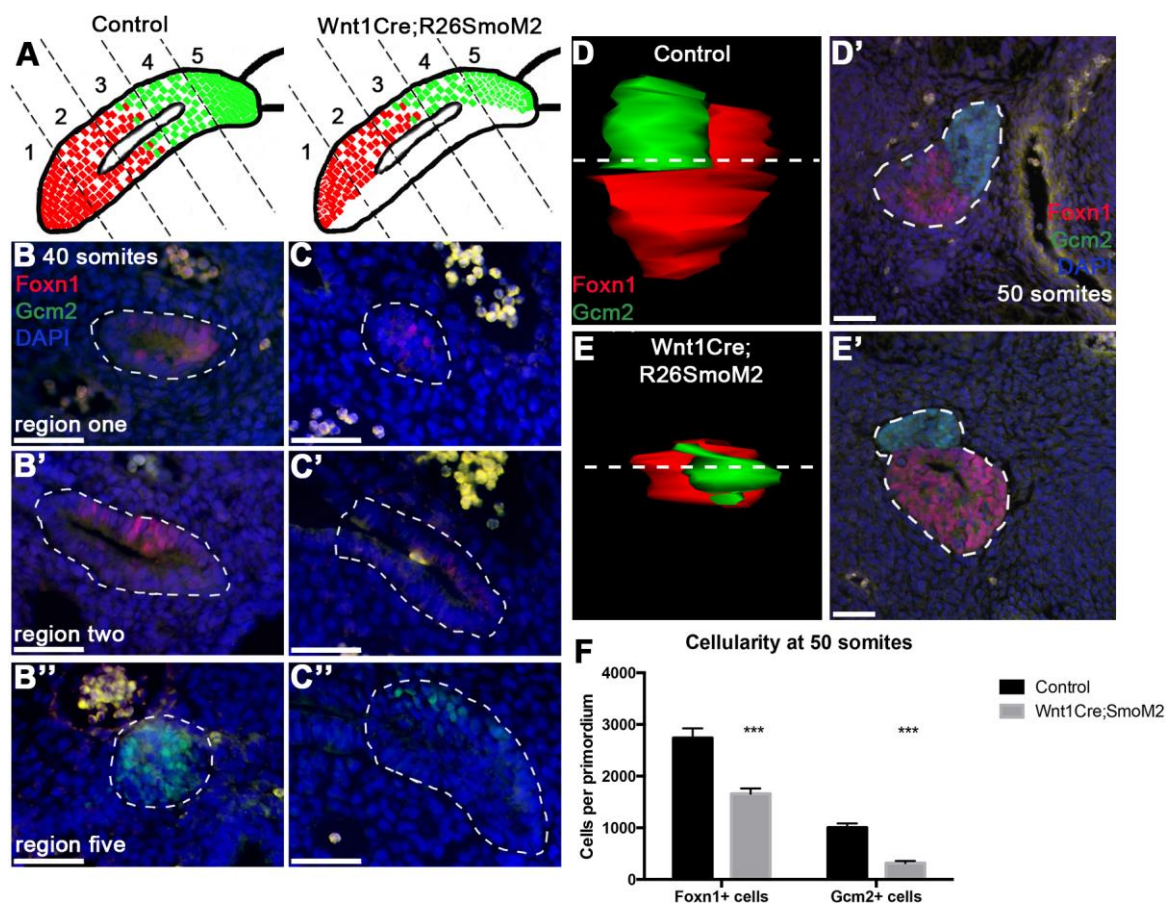 A
Control
Wnt1Cre;R26SmoM2
1
2
3
4
5
1
2
3
4
5
B 40 somites
Foxn1
Gcm2
DAPI
region one
C
B'
region two
C'
B''
region five
C''
D
Control
Foxn1
Gcm2
D'
Foxn1
Gcm2
DAPI
50 somites
E
Wnt1Cre;
R26SmoM2
E'
F
Cellularity at 50 somites
Cells per primordium
4000
3000
2000
1000
0
***
***
Foxn1+ cells
Gcm2+ cells
Control
Wnt1Cre;SmoM2